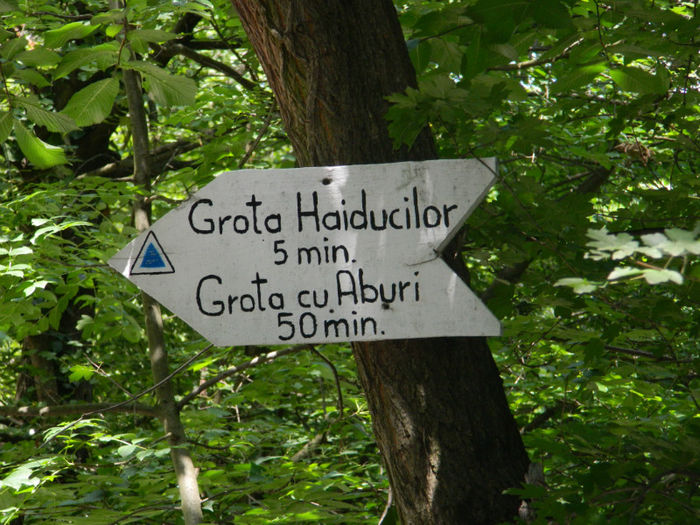 Grota Haiducilor
5 min.
Grota cu Aburi
50 min.